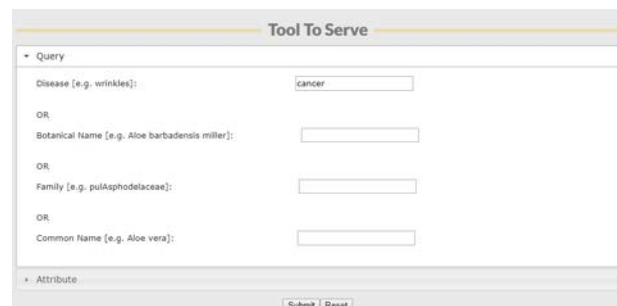 Tool To Serve
Query
Disease [e.g. wrinkles]: cancer
OR
Botanical Name [e.g. Aloe barbadensis miller]:
OR
Family [e.g. pulAsphodelaceae]:
OR
Common Name [e.g. Aloe vera]:
Attribute
Submit Reset